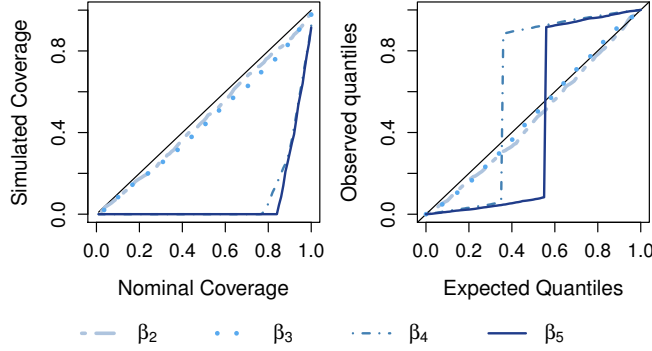 Simulated Coverage
0.0 0.4 0.8
0.0 0.2 0.4 0.6 0.8 1.0
Nominal Coverage
Observed quantiles
0.0 0.4 0.8
0.0 0.2 0.4 0.6 0.8 1.0
Expected Quantiles
β2 β3 β4 β5